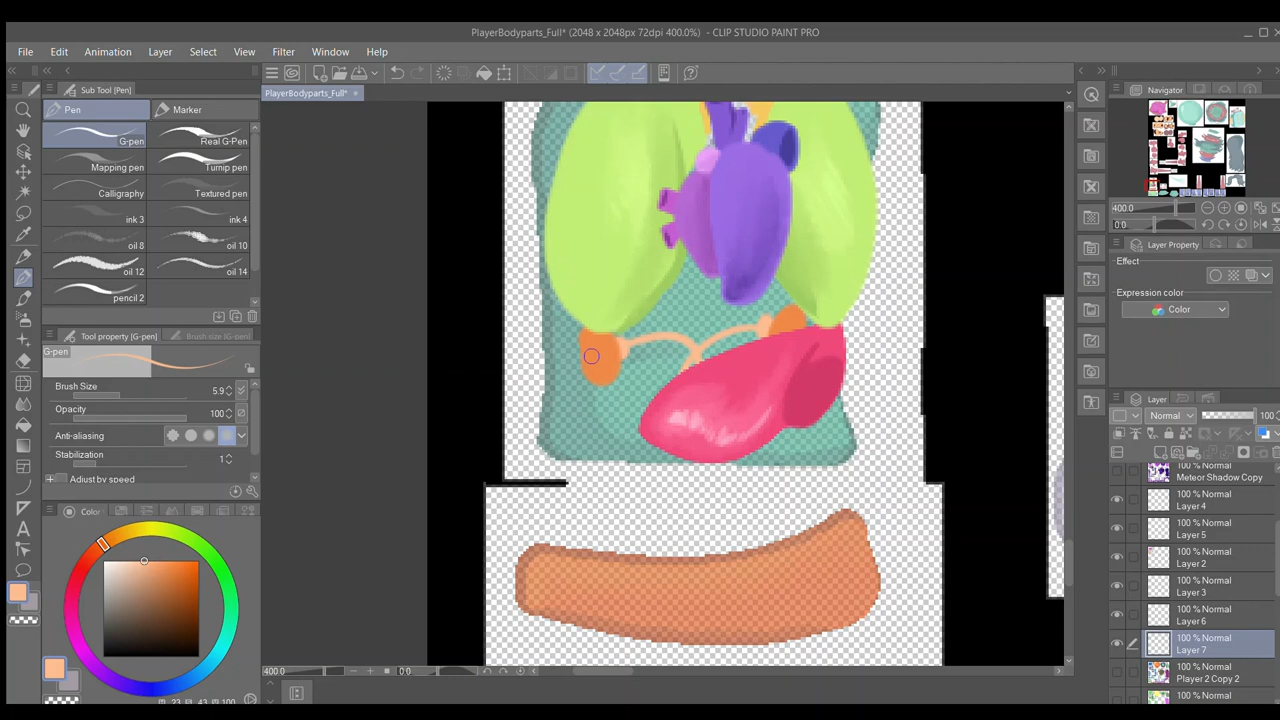 PlayerBodyparts_Full* (2048 x 2048px 72dpi 400.0%) - CLIP STUDIO PAINT PRO
File Edit Animation Layer Select View Filter Window Help
Sub Tool [Pen]
PlayerBodyparts_Full*
Navigator
Pen Marker
G-pen Real G-Pen
Mapping pen Turnip pen
Calligraphy Textured pen
ink 3 ink 4
oil 8 oil 10
oil 12 oil 14
pencil 2
400.0
0.0
Layer Property
Effect
Expression color
Color
Tool property [G-pen] Brush size [G-pen]
G-pen
Brush Size 5.9
Opacity 100
Anti-aliasing
Stabilization 1
Adjust by speed
Color
Layer
Normal 100
Meteor Shadow Copy
100 % Normal
Layer 4
100 % Normal
Layer 5
100 % Normal
Layer 2
100 % Normal
Layer 3
100 % Normal
Layer 6
100 % Normal
Layer 7
100 % Normal
Player 2 Copy 2
100 % Normal
400.0 0.0